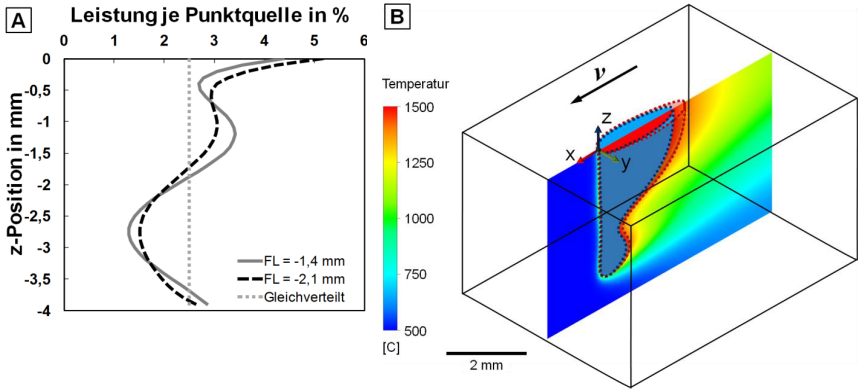 A
Leistung je Punktquelle in %
0 1 2 3 4 5 6
z-Position in mm
0
-0,5
-1
-1,5
-2
-2,5
-3
-3,5
-4
FL = -1,4 mm
FL = -2,1 mm
Gleichverteilt
B
Temperatur
1500
1250
1000
750
500
[C]
v
z
x
y
2 mm